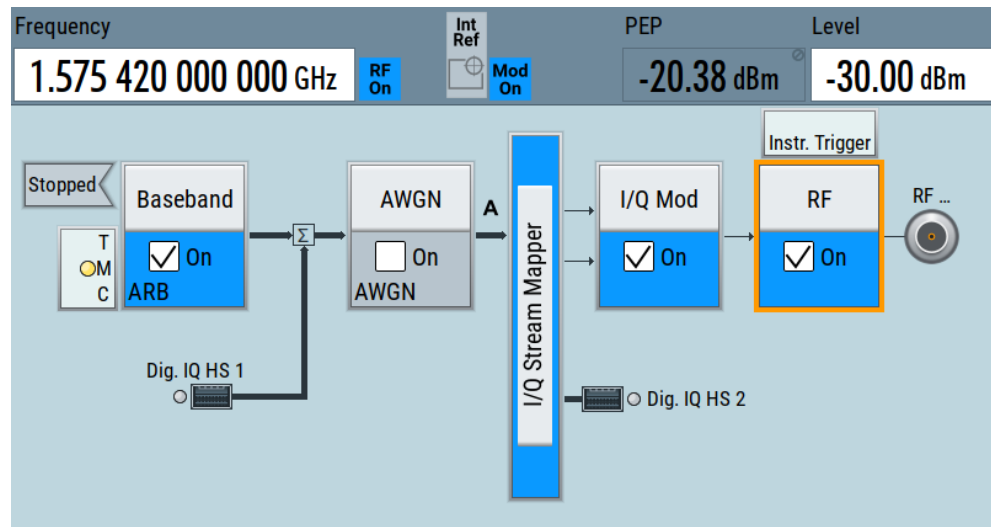 Frequency
Int
Ref
PEP
Level
1.575 420 000 000 GHz
RF
On
Mod
On
-20.38 dBm
-30.00 dBm
Instr. Trigger
Stopped
Baseband
AWGN
A
I/Q Mod
RF
RF ...
T
M
C
On
ARB
On
AWGN
I/Q Stream Mapper
On
On
Σ
Dig. IQ HS 1
Dig. IQ HS 2